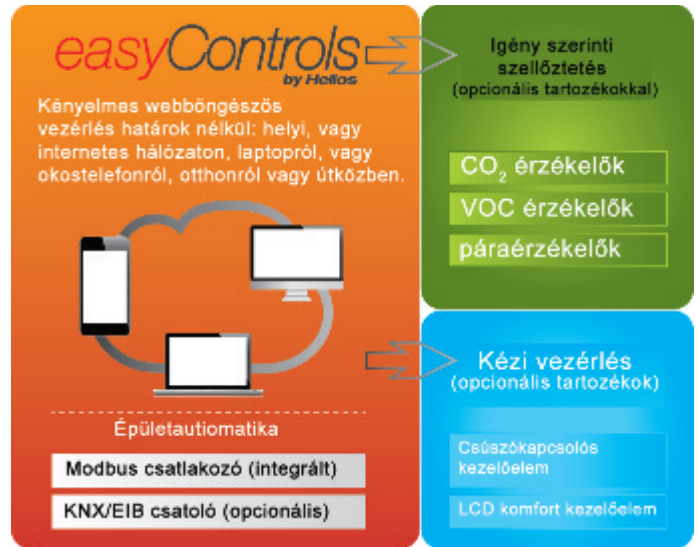 easyControls
by Helios
Kényelmes webböngészős
vezérlés határok nélkül: helyi, vagy
internetes hálózaton, laptopról, vagy
okostelefonról, otthonról vagy útközben.
Épületautiomatika
Modbus csatlakozó (integrált)
KNX/EIB csatoló (opcionális)
Igény szerinti
szellőztetés
(opcionális tartozékokkal)
CO₂ érzékelők
VOC érzékelők
páraérzékelők
Kézi vezérlés
(opcionális tartozékok)
Csúszókapcsolós
kezelőelem
LCD komfort kezelőelem